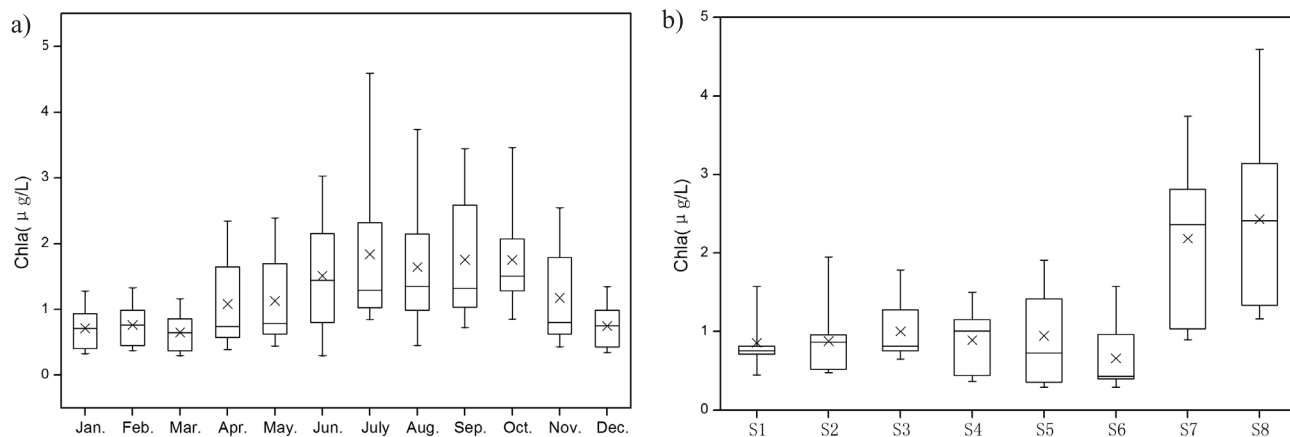 a)
5
4
3
2
1
0
Chla( μ g/L)
Jan. Feb. Mar. Apr. May. Jun. July Aug. Sep. Oct. Nov. Dec.
b)
5
4
3
2
1
0
Chla( μ g/L)
S1 S2 S3 S4 S5 S6 S7 S8